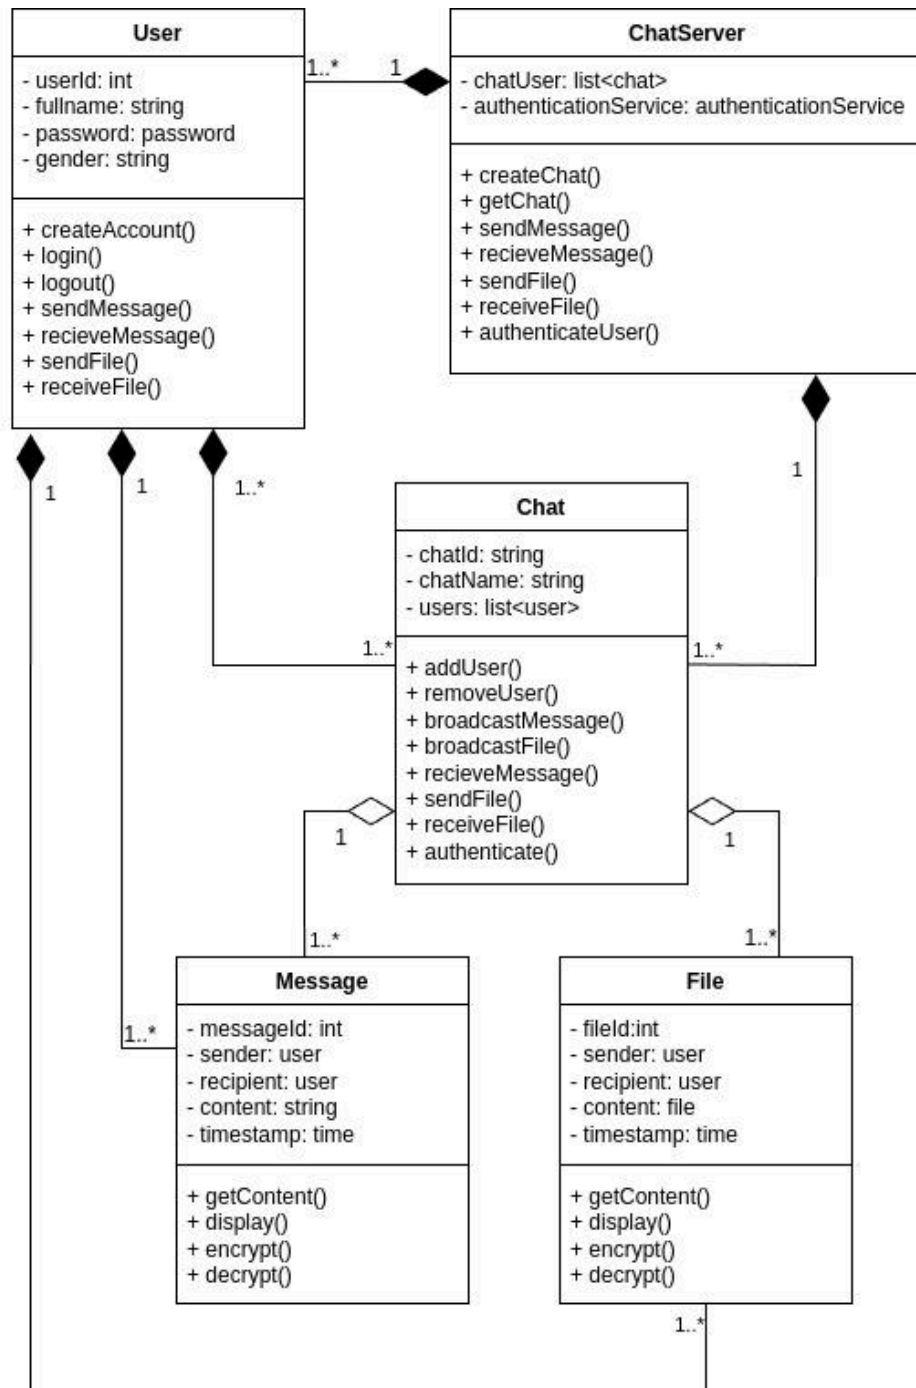 User
- userId: int
- fullname: string
- password: password
- gender: string
+ createAccount()
+ login()
+ logout()
+ sendMessage()
+ recieveMessage()
+ sendFile()
+ receiveFile()
1..*
1
ChatServer
- chatUser: list<chat>
- authenticationService: authenticationService
+ createChat()
+ getChat()
+ sendMessage()
+ recieveMessage()
+ sendFile()
+ receiveFile()
+ authenticateUser()
1
1
1..*
1
Chat
- chatId: string
- chatName: string
- users: list<user>
+ addUser()
+ removeUser()
+ broadcastMessage()
+ broadcastFile()
+ recieveMessage()
+ sendFile()
+ receiveFile()
+ authenticate()
1..*
1..*
1
1
1..*
1..*
1..*
Message
- messageId: int
- sender: user
- recipient: user
- content: string
- timestamp: time
+ getContent()
+ display()
+ encrypt()
+ decrypt()
File
- fileId:int
- sender: user
- recipient: user
- content: file
- timestamp: time
+ getContent()
+ display()
+ encrypt()
+ decrypt()
1..*